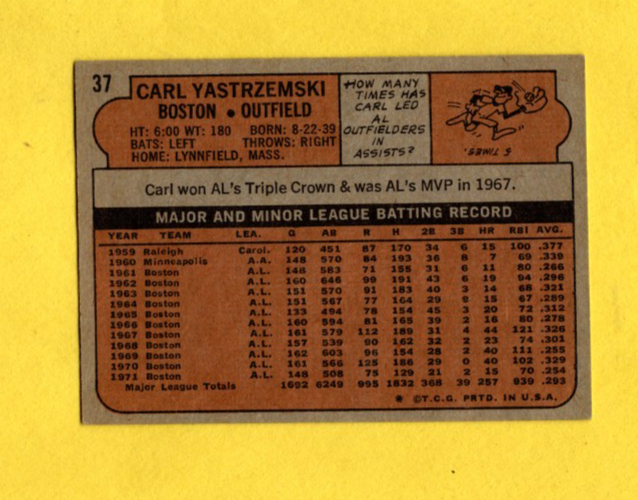 37
CARL YASTRZEMSKI
BOSTON • OUTFIELD
HT: 6:00 WT: 180 BORN: 8-22-39
BATS: LEFT THROWS: RIGHT
HOME: LYNNFIELD, MASS.
HOW MANY
TIMES HAS
CARL LED
AL
OUTFIELDERS
IN
ASSISTS?
5 TIMES.
Carl won AL's Triple Crown & was AL's MVP in 1967.
MAJOR AND MINOR LEAGUE BATTING RECORD
YEAR TEAM LEA. G AB R H 2B 3B HR RBI AVG.
1959 Raleigh Carol. 120 451 87 170 34 6 15 100 .377
1960 Minneapolis A.A. 148 570 84 193 36 8 7 69 .339
1961 Boston A.L. 148 583 71 155 31 6 11 80 .266
1962 Boston A.L. 160 646 99 191 43 6 19 94 .296
1963 Boston A.L. 151 570 91 183 40 3 14 68 .321
1964 Boston A.L. 151 567 77 164 29 9 15 67 .289
1965 Boston A.L. 133 494 78 154 45 3 20 72 .312
1966 Boston A.L. 160 594 81 165 39 2 16 80 .278
1967 Boston A.L. 161 579 112 189 31 4 44 121 .326
1968 Boston A.L. 157 539 90 162 32 2 23 74 .301
1969 Boston A.L. 162 603 96 154 28 2 40 111 .255
1970 Boston A.L. 161 566 125 186 29 0 40 102 .329
1971 Boston A.L. 148 508 75 129 21 2 15 70 .254
Major League Totals 1692 6249 995 1832 368 39 257 939 .293
* ©T.C.G. PRTD. IN U.S.A.